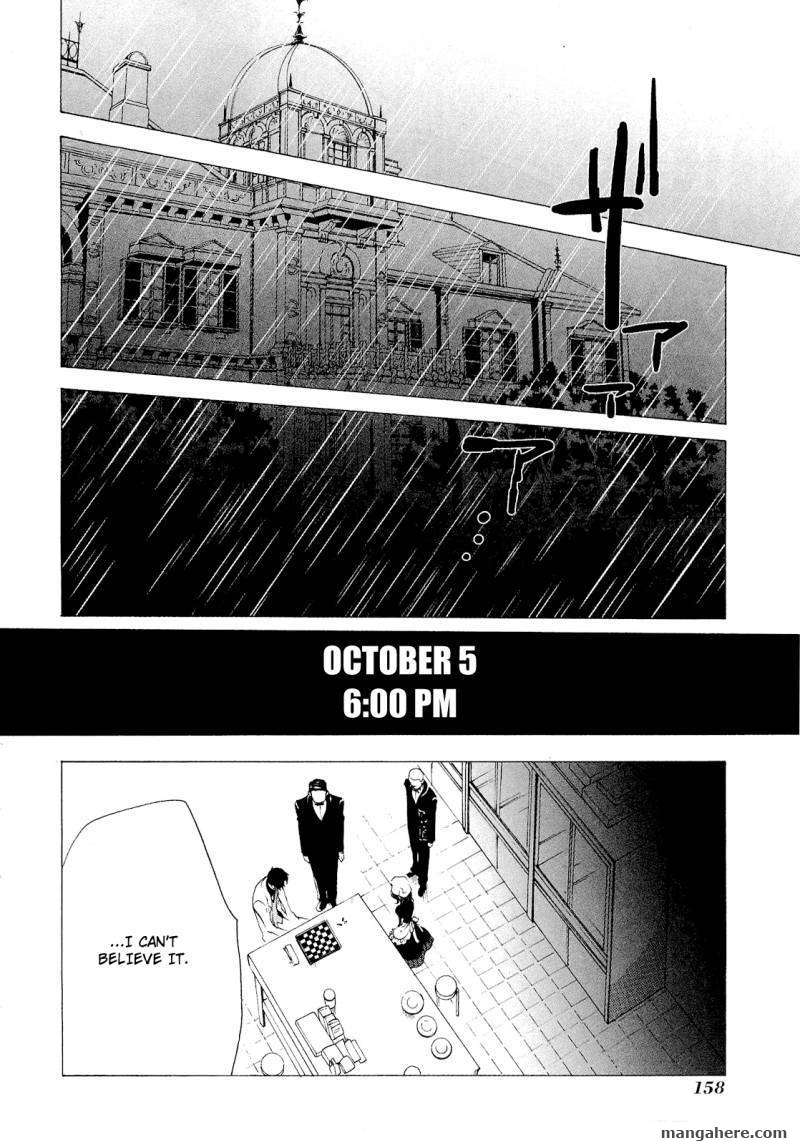 ザァァァ
OCTOBER 5
6:00 PM
...I CAN'T
BELIEVE IT.
158
mangahere.com